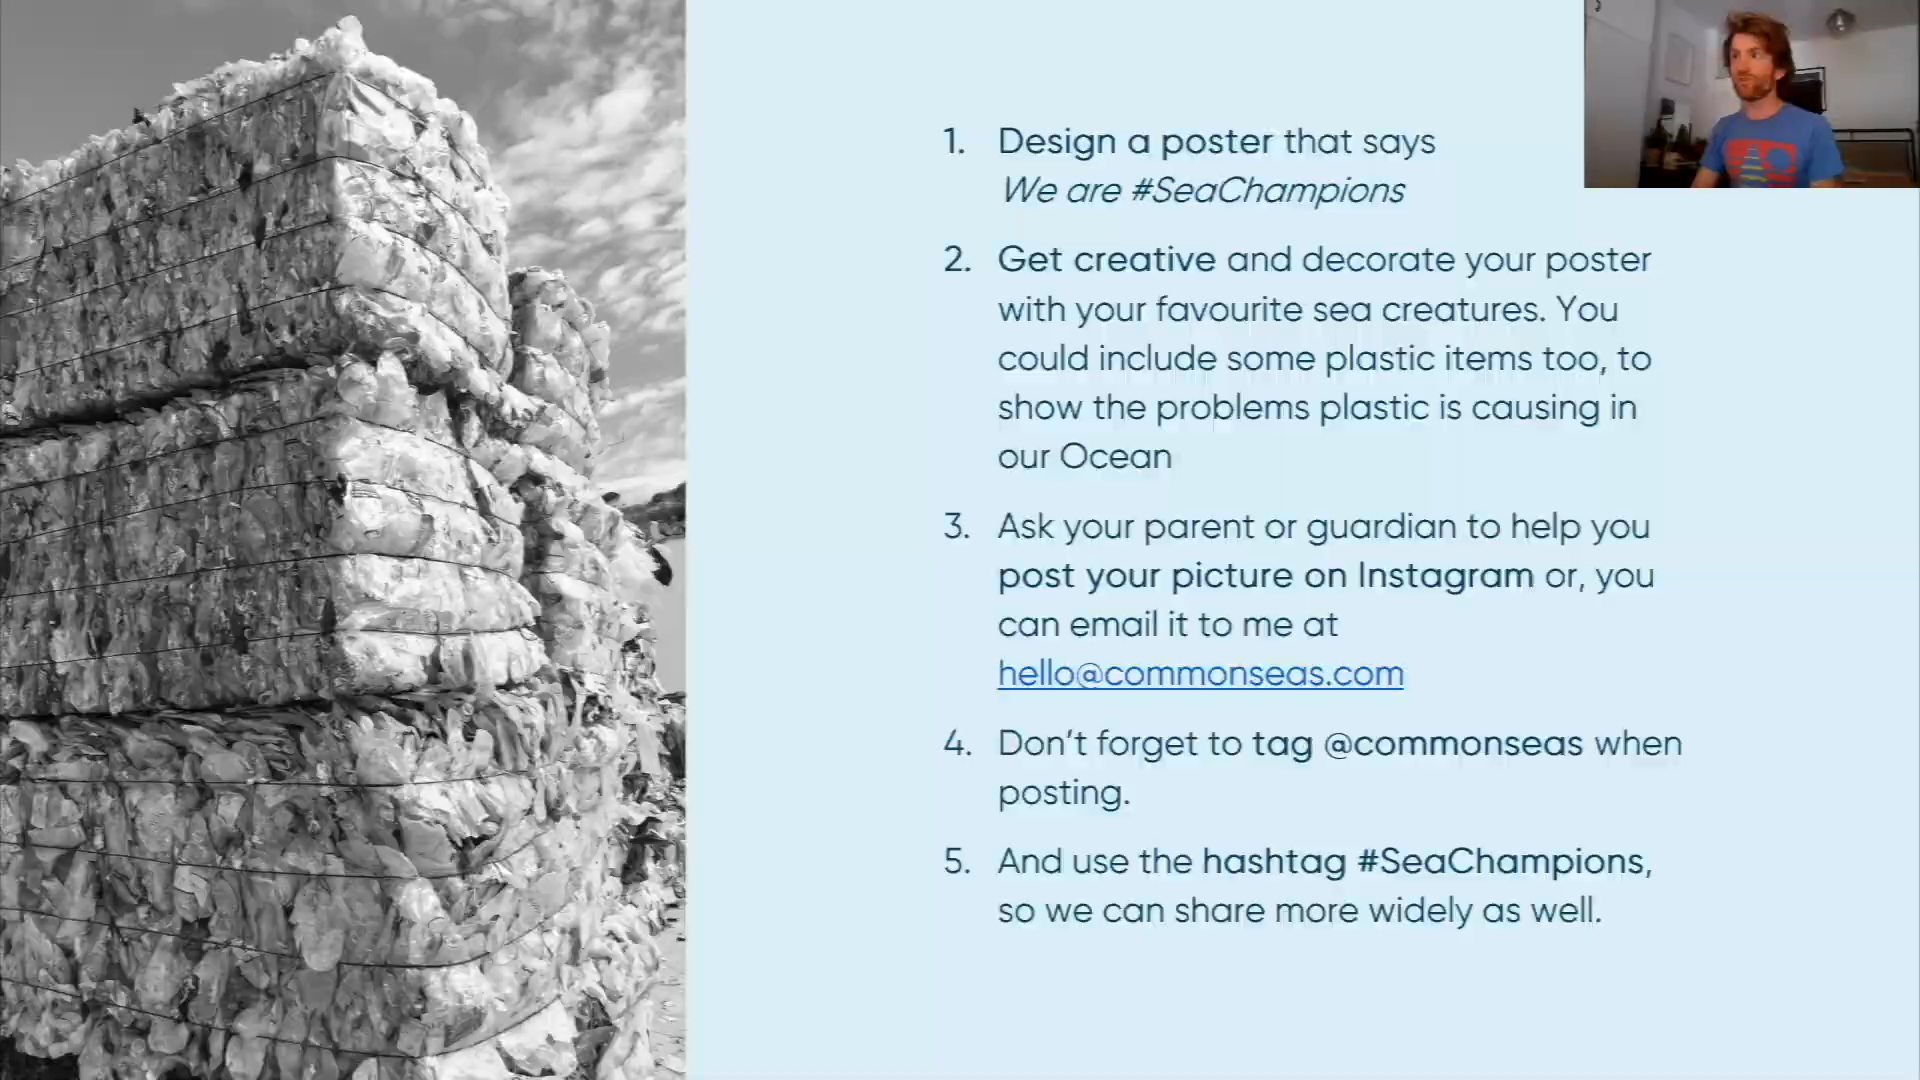 1. Design a poster that says
We are #SeaChampions
2. Get creative and decorate your poster
with your favourite sea creatures. You
could include some plastic items too, to
show the problems plastic is causing in
our Ocean
3. Ask your parent or guardian to help you
post your picture on Instagram or, you
can email it to me at
hello@commonseas.com
4. Don’t forget to tag @commonseas when
posting.
5. And use the hashtag #SeaChampions,
so we can share more widely as well.